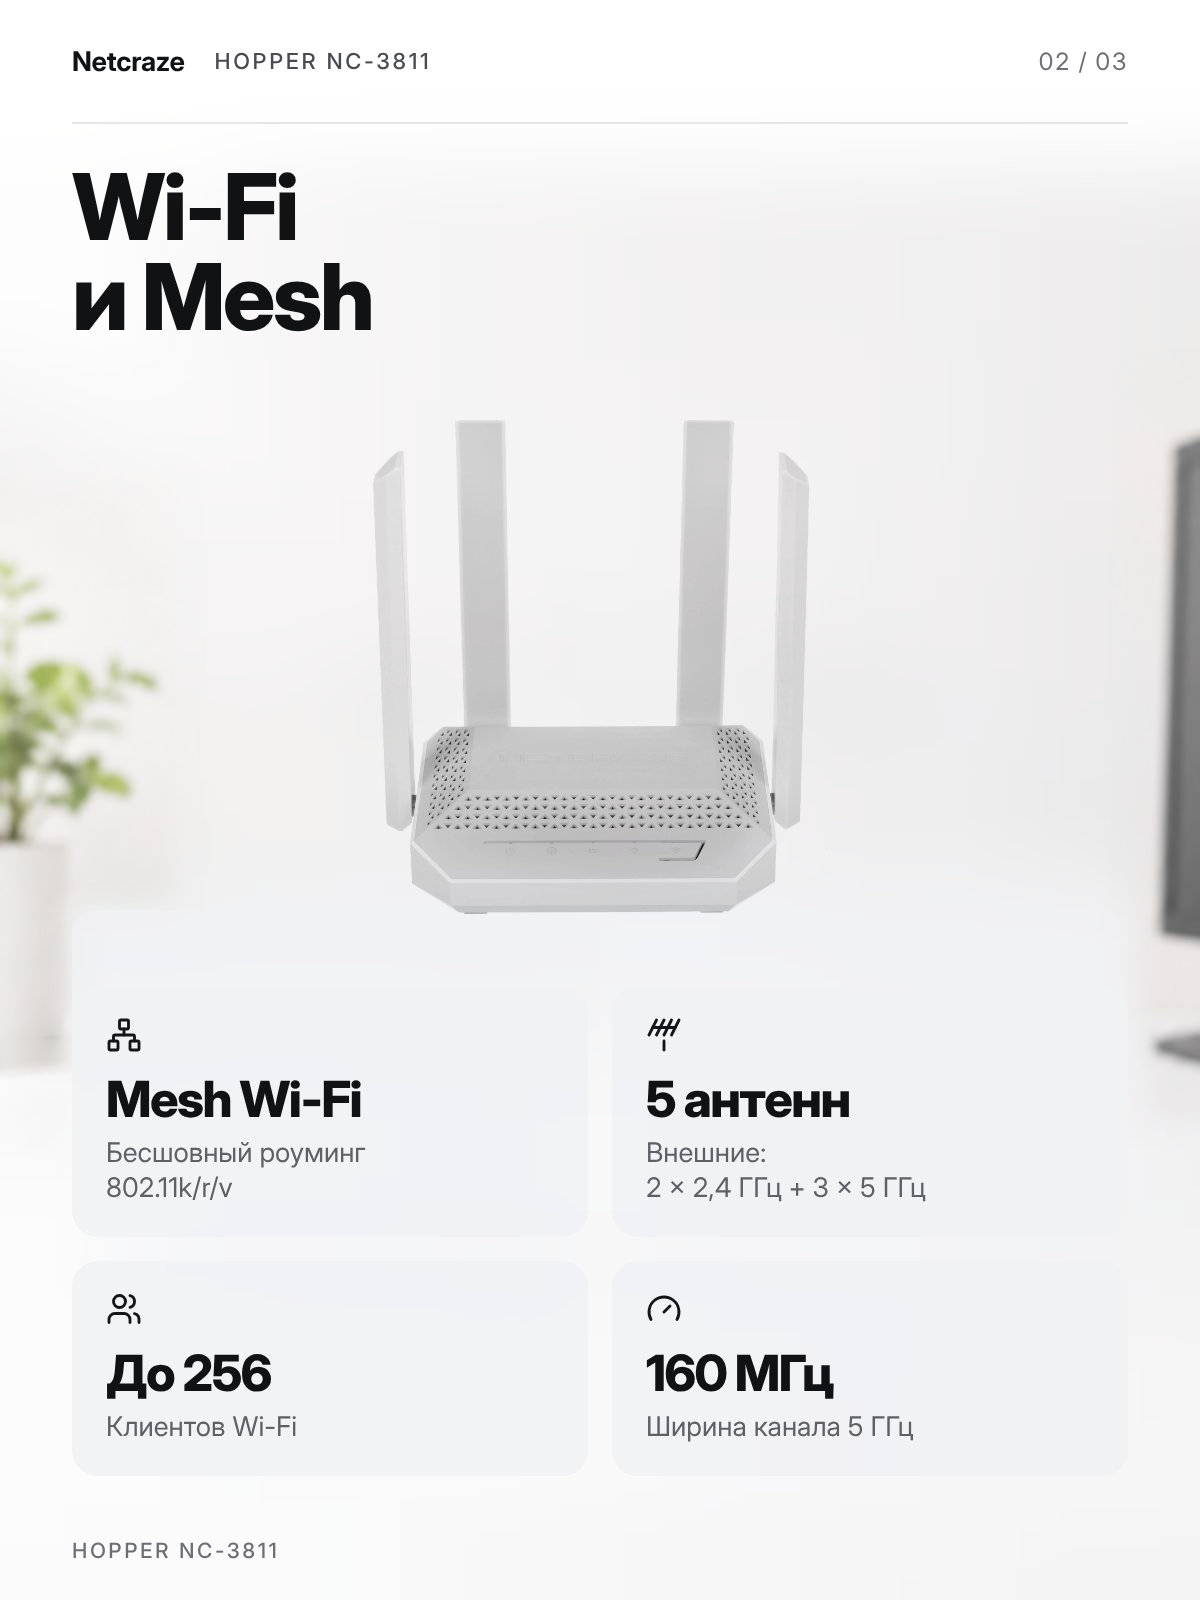 Netcraze HOPPER NC-3811 02 / 03
Wi-Fi
и Mesh
Mesh Wi-Fi
Бесшовный роуминг
802.11k/r/v
5 антенн
Внешние:
2 × 2,4 ГГц + 3 × 5 ГГц
До 256
Клиентов Wi-Fi
160 МГц
Ширина канала 5 ГГц
HOPPER NC-3811